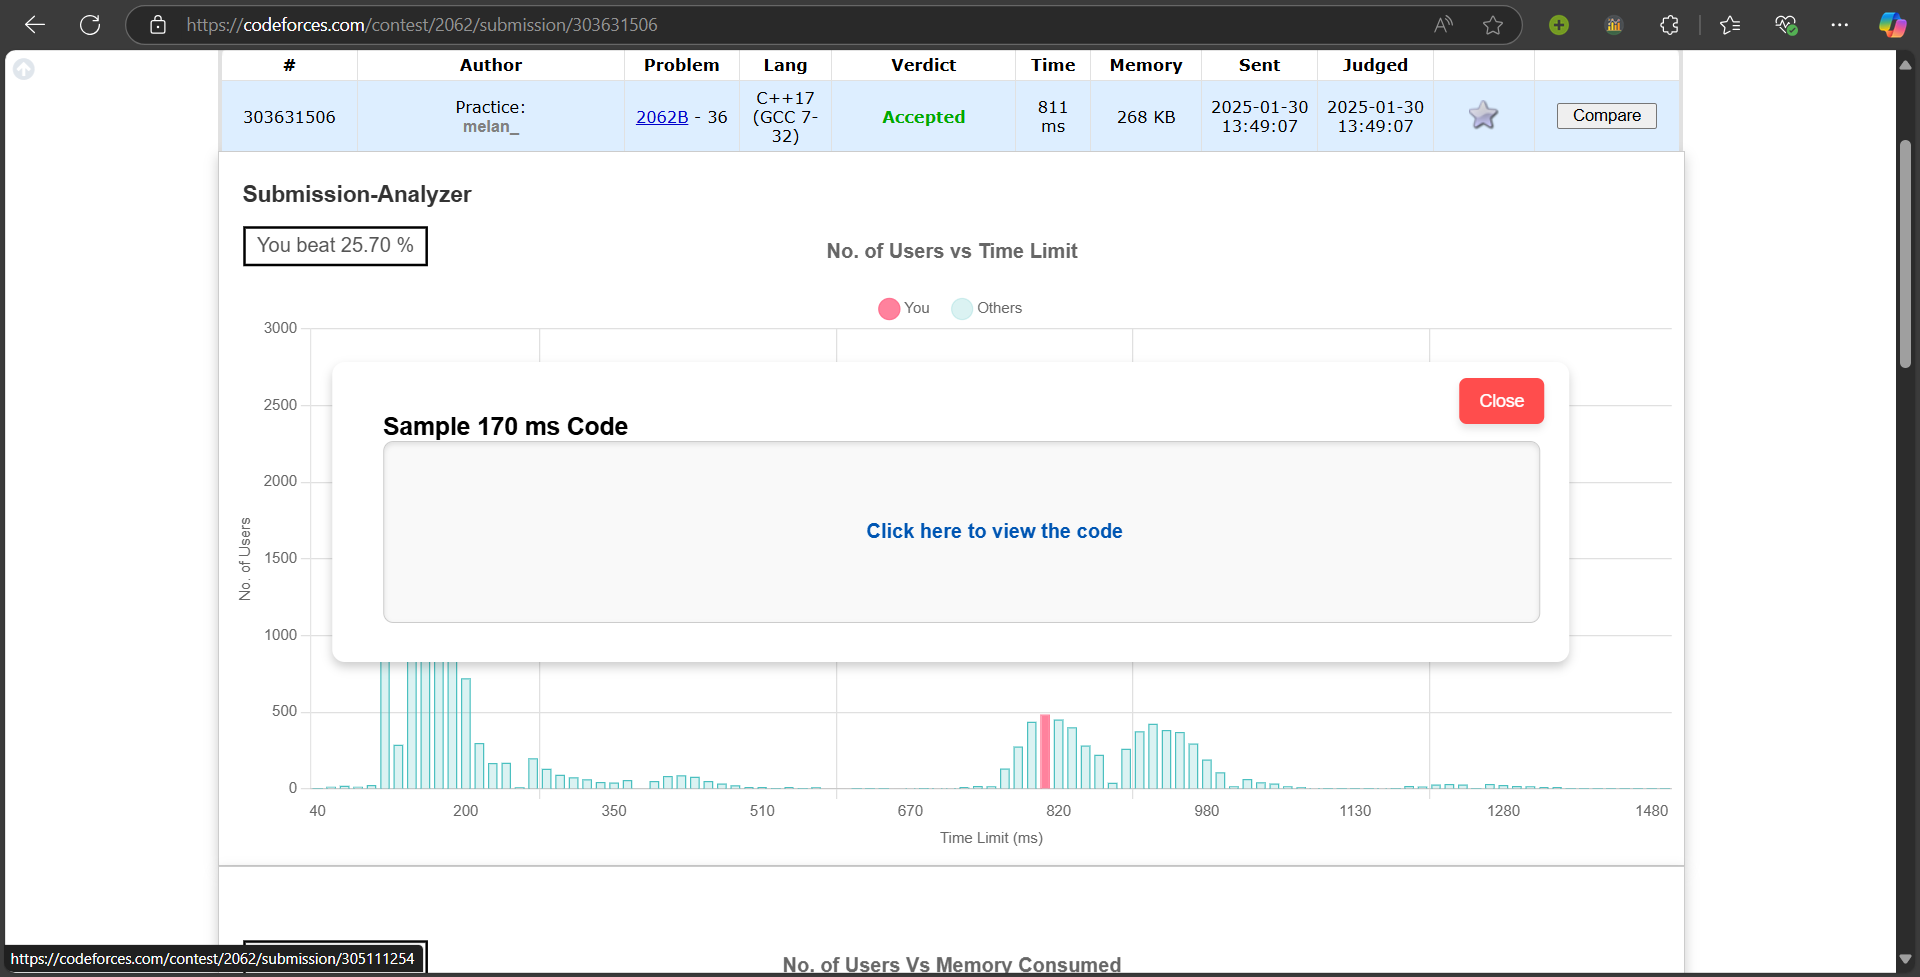 https://codeforces.com/contest/2062/submission/303631506
# Author Problem Lang Verdict Time Memory Sent Judged
303631506 Practice: melan_ 2062B - 36 C++17 (GCC 7-32) Accepted 811 ms 268 KB 2025-01-30 13:49:07 2025-01-30 13:49:07 Compare
Submission-Analyzer
You beat 25.70 %
No. of Users vs Time Limit
You Others
3000
2500
2000
1500
1000
500
0
No. of Users
Close
Sample 170 ms Code
Click here to view the code
40 200 350 510 670 820 980 1130 1280 1480
Time Limit (ms)
https://codeforces.com/contest/2062/submission/305111254
No. of Users Vs Memory Consumed